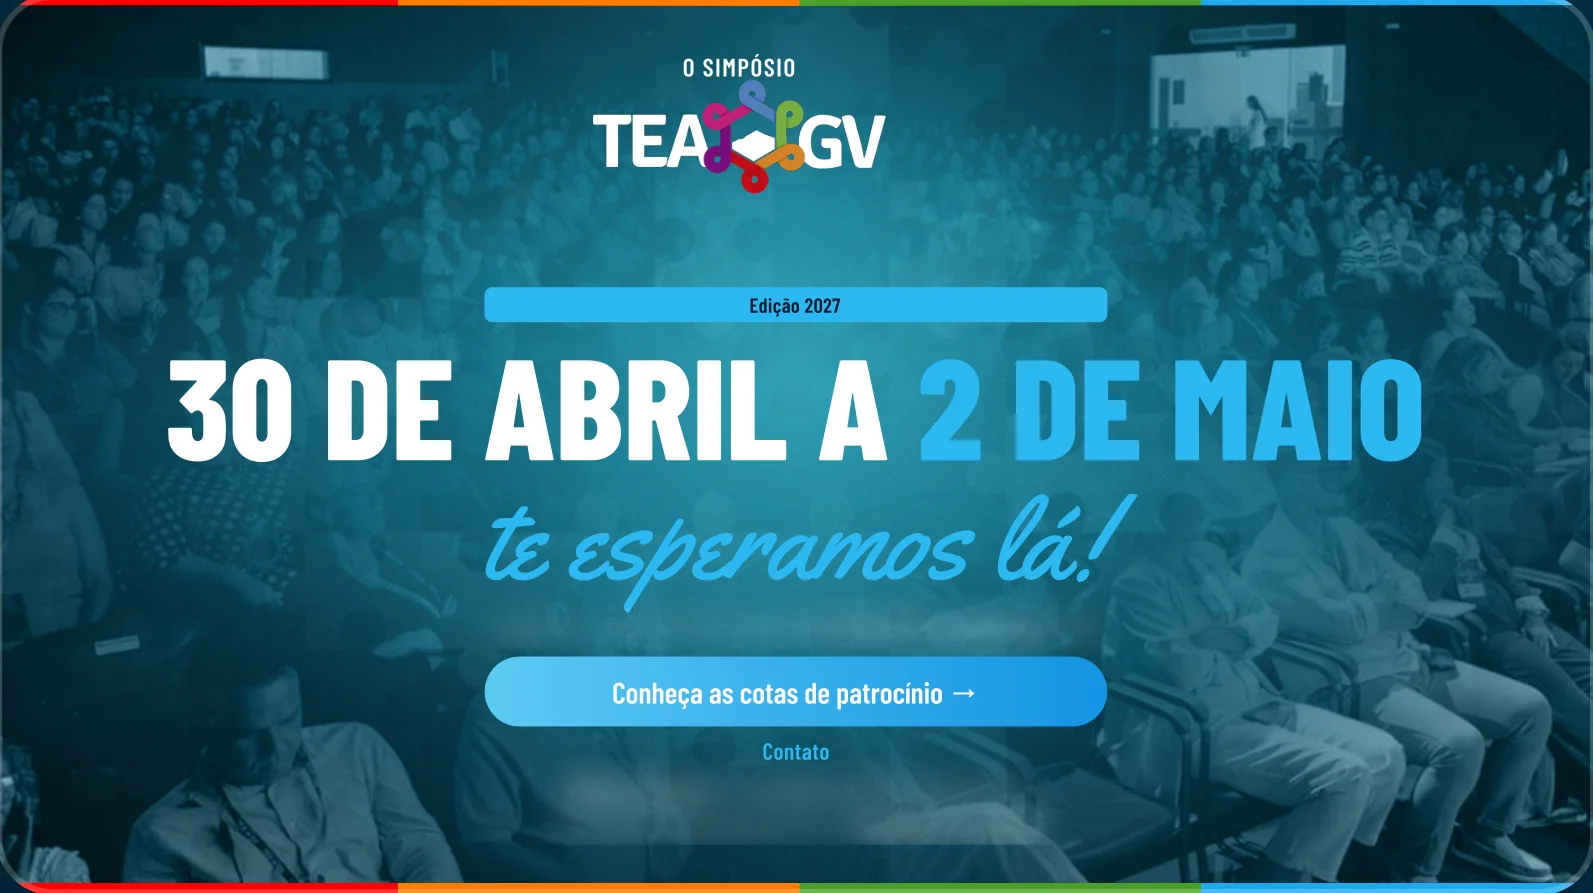 O SIMPÓSIO
TEA GV
Edição 2027
30 DE ABRIL A 2 DE MAIO
te esperamos lá!
Conheça as cotas de patrocínio →
Contato